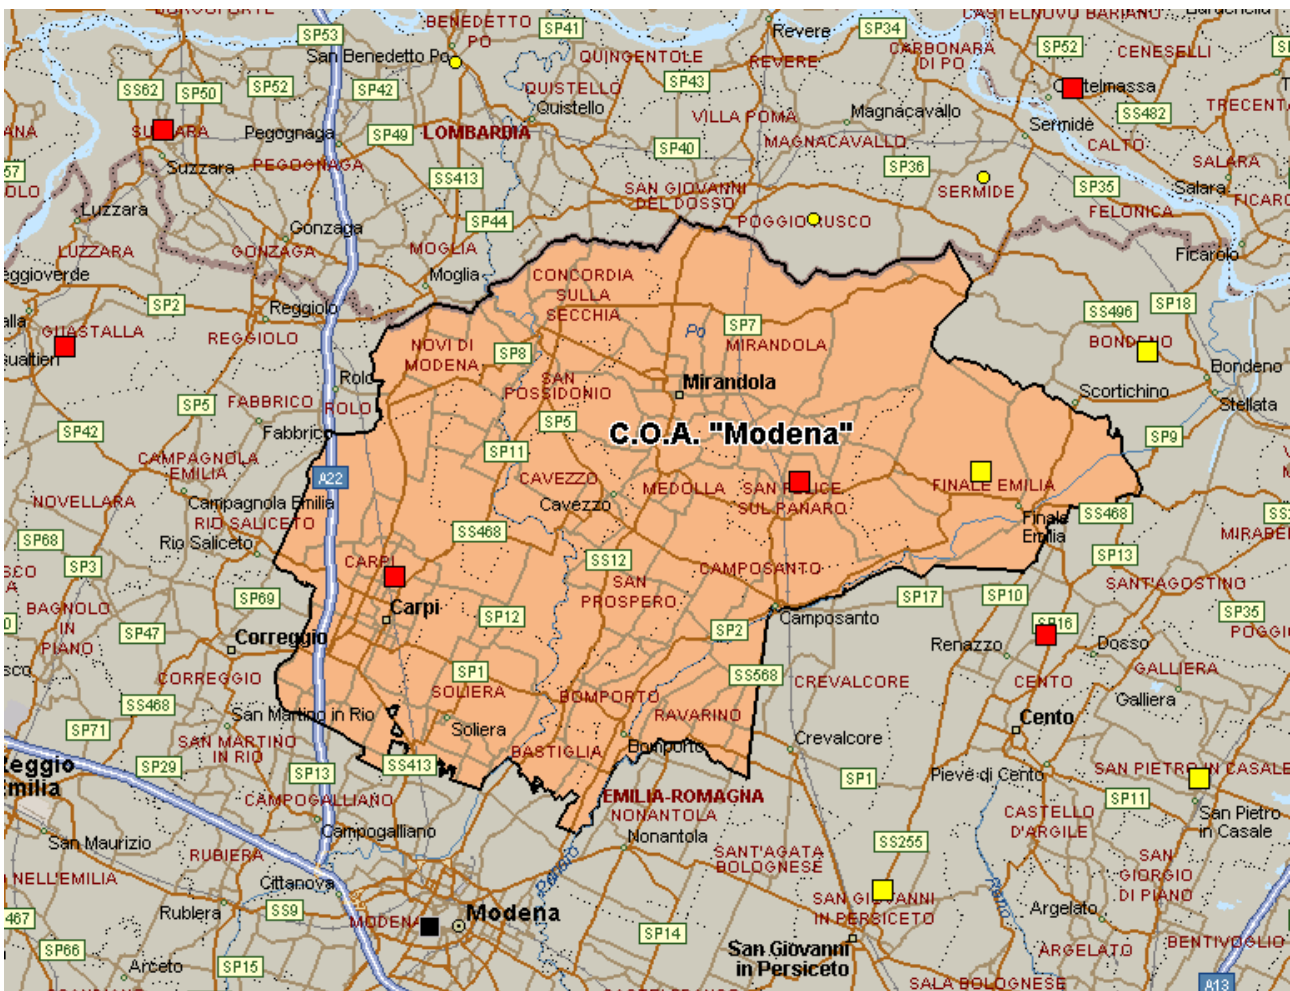 BORGOFORTE
BENEDETTO
PO
SP41
Revere
SP34
CASTELNOVO BARIANO
SP53
San Benedetto Po
QUINGENTOLE
REVERE
CARBONARA
DI PO
SP52
CENESELLI
SS62
SP50
SP52
SP42
QUISTELLO
Quistello
SP43
Castelmassa
SS482
TRECENTA
VILLA POMA
Magnacavallo
Sermide
SUZZARA
Pegognaga
SP49
LOMBARDIA
MAGNACAVALLO
CALTO
Suzzara
PEGOGNAGA
SS413
SP40
SP36
SALARA
Salara
SAN GIOVANNI
DEL DOSSO
SERMIDE
SP35
FELONICA
FICAROLO
Luzzara
Gonzaga
SP44
POGGIO RUSCO
LUZZARA
GONZAGA
MOGLIA
Moglia
Ficarolo
SP2
Reggiolo
CONCORDIA
SULLA
SECCHIA
Po
SP7
MIRANDOLA
SS496
SP18
GUASTALLA
REGGIOLO
NOVI DI
MODENA
SP8
BONDENO
Bondeno
Rolo
SAN
POSSIDONIO
Mirandola
Scortichino
Stellata
SP5
FABBRICO
ROLO
SP42
Fabbrico
SP5
C.O.A. "Modena"
SP9
CAMPAGNOLA
EMILIA
SP11
A22
CAVEZZO
MEDOLLA
SAN FELICE
SUL PANARO
FINALE EMILIA
NOVELLARA
Campagnola Emilia
Cavezzo
Finale
Emilia
SS468
RIO SALICETO
SS468
SP68
Rio Saliceto
SP13
SP3
CARPI
SS12
CAMPOSANTO
SANT'AGOSTINO
BAGNOLO
IN
PIANO
SP69
SAN
PROSPERO
SP17
SP10
SP35
Carpi
SP12
SP2
Camposanto
SP16
SP47
Correggio
Renazzo
Dosso
SP1
SS568
CORREGGIO
SOLIERA
BOMPORTO
CREVALCORE
CENTO
GALLIERA
Galliera
SS468
San Martino in Rio
RAVARINO
SP71
Soliera
Cento
SAN MARTINO
IN RIO
BASTIGLIA
Bomporto
Crevalcore
SP29
SP13
SS413
SP1
Pieve di Cento
SAN PIETRO IN CASALE
CAMPOGALLIANO
EMILIA-ROMAGNA
NONANTOLA
SP11
San Pietro
in Casale
CASTELLO
D'ARGILE
San Maurizio
Campogalliano
Nonantola
SS255
RUBIERA
SANT'AGATA
BOLOGNESE
SAN
GIORGIO
DI PIANO
NELL'EMILIA
Cittanova
SAN GIOVANNI
IN PERSICETO
Rubiera
SS9
MODENA
Modena
Argelato
SP14
SP66
San Giovanni
in Persiceto
ARGELATO
BENTIVOGLIO
Arceto
SP15
SALA BOLOGNESE
A13